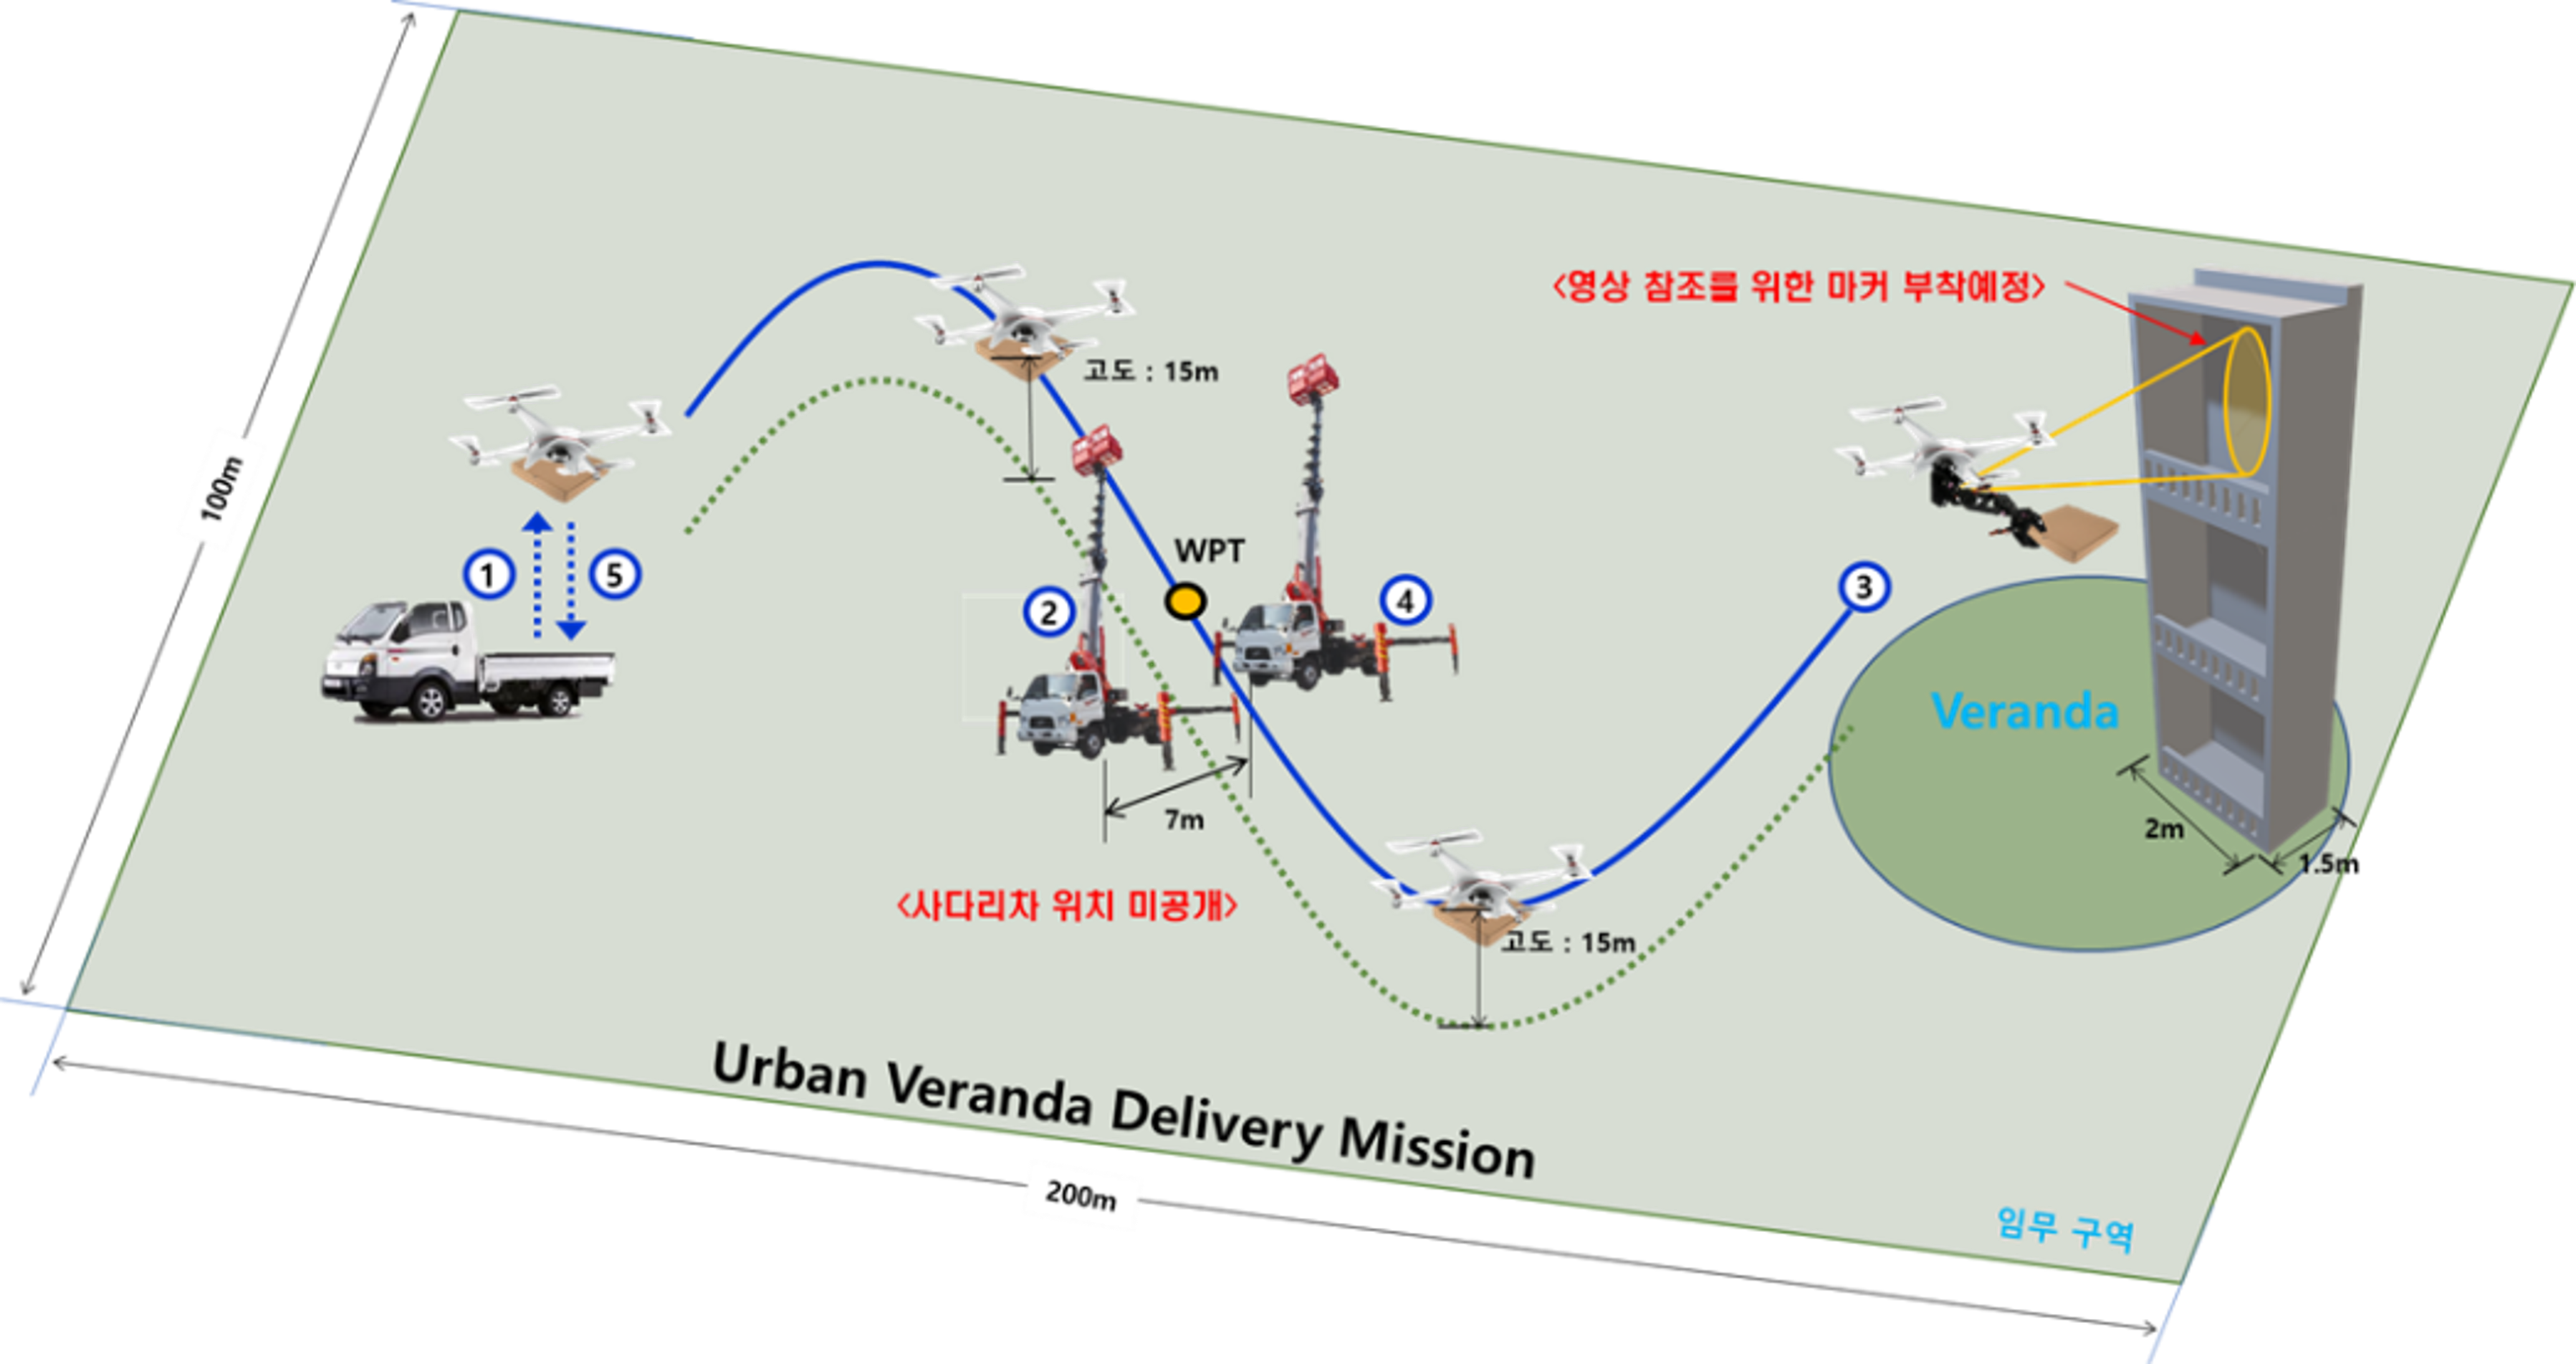 <영상 참조를 위한 마커 부착예정>
고도 : 15m
100m
WPT
1
5
2
4
3
Veranda
7m
2m
1.5m
<사다리차 위치 미공개>
고도 : 15m
Urban Veranda Delivery Mission
200m
임무 구역